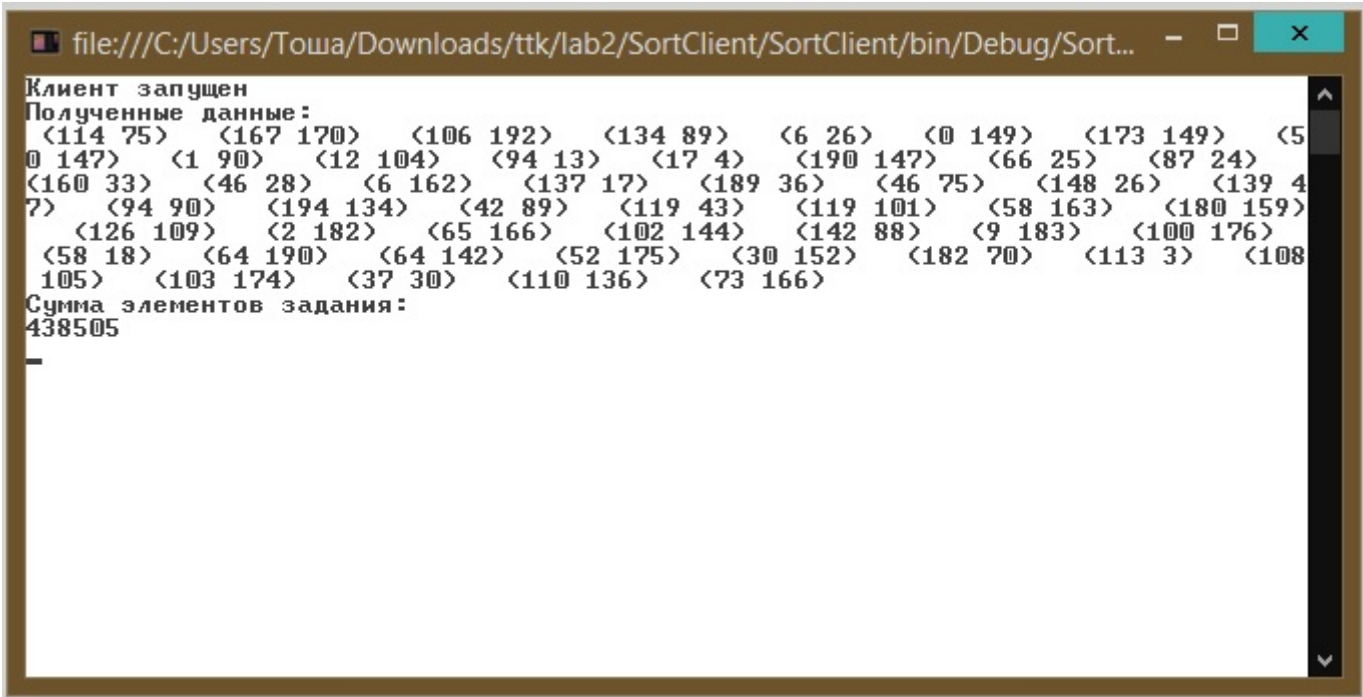 file:///C:/Users/Тоша/Downloads/ttk/lab2/SortClient/SortClient/bin/Debug/Sort...
Клиент запущен
Полученные данные:
(114 75) (167 170) (106 192) (134 89) (6 26) (0 149) (173 149) (5
0 147) (1 90) (12 104) (94 13) (17 4) (190 147) (66 25) (87 24)
(160 33) (46 28) (6 162) (137 17) (189 36) (46 75) (148 26) (139 4
7) (94 90) (194 134) (42 89) (119 43) (119 101) (58 163) (180 159)
(126 109) (2 182) (65 166) (102 144) (142 88) (9 183) (100 176)
(58 18) (64 190) (64 142) (52 175) (30 152) (182 70) (113 3) (108
105) (103 174) (37 30) (110 136) (73 166)
Сумма элементов задания:
438505